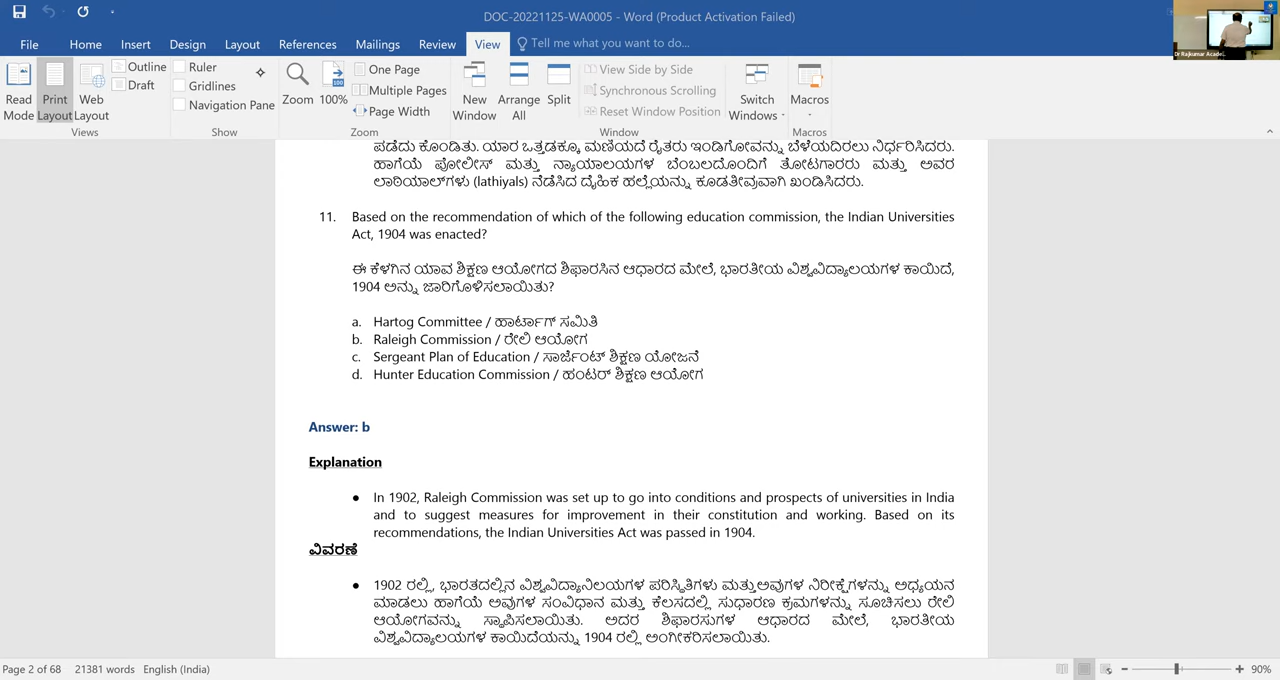 DOC-20221125-WA0005 - Word (Product Activation Failed)
File Home Insert Design Layout References Mailings Review View Tell me what you want to do...
Read Mode
Print Layout
Web Layout
Outline
Draft
Views
Ruler
Gridlines
Navigation Pane
Show
Zoom
100%
One Page
Multiple Pages
Page Width
Zoom
New Window
Arrange All
Split
View Side by Side
Synchronous Scrolling
Reset Window Position
Window
Switch Windows
Macros
Macros
ಪಡೆದು ಕೊಂಡಿತು. ಯಾರ ಒತ್ತಡಕ್ಕೂ ಮಣಿಯದೆ ರೈತರು ಇಂಡಿಗೋವನ್ನು ಬೆಳೆಯದಿರಲು ನಿರ್ಧರಿಸಿದರು.
ಹಾಗೆಯೆ ಪೋಲೀಸ್ ಮತ್ತು ನ್ಯಾಯಾಲಯಗಳ ಬೆಂಬಲದೊಂದಿಗೆ ತೋಟಗಾರರು ಮತ್ತು ಅವರ
ಲಾಠಿಯಾಲ್‌ಗಳು (lathiyals) ನೆಡೆಸಿದ ದೈಹಿಕ ಹಲ್ಲೆಯನ್ನು ಕೂಡತೀವ್ರವಾಗಿ ಖಂಡಿಸಿದರು.
11. Based on the recommendation of which of the following education commission, the Indian Universities
Act, 1904 was enacted?
ಈ ಕೆಳಗಿನ ಯಾವ ಶಿಕ್ಷಣ ಆಯೋಗದ ಶಿಫಾರಸಿನ ಆಧಾರದ ಮೇಲೆ, ಭಾರತೀಯ ವಿಶ್ವವಿದ್ಯಾಲಯಗಳ ಕಾಯಿದೆ,
1904 ಅನ್ನು ಜಾರಿಗೊಳಿಸಲಾಯಿತು?
a. Hartog Committee / ಹಾರ್ಟಾಗ್ ಸಮಿತಿ
b. Raleigh Commission / ರೇಲಿ ಆಯೋಗ
c. Sergeant Plan of Education / ಸಾರ್ಜೆಂಟ್ ಶಿಕ್ಷಣ ಯೋಜನೆ
d. Hunter Education Commission / ಹಂಟರ್ ಶಿಕ್ಷಣ ಆಯೋಗ
Answer: b
Explanation
● In 1902, Raleigh Commission was set up to go into conditions and prospects of universities in India
and to suggest measures for improvement in their constitution and working. Based on its
recommendations, the Indian Universities Act was passed in 1904.
ವಿವರಣೆ
● 1902 ರಲ್ಲಿ, ಭಾರತದಲ್ಲಿನ ವಿಶ್ವವಿದ್ಯಾನಿಲಯಗಳ ಪರಿಸ್ಥಿತಿಗಳು ಮತ್ತುಅವುಗಳ ನಿರೀಕ್ಷೆಗಳನ್ನು ಅಧ್ಯಯನ
ಮಾಡಲು ಹಾಗೆಯೆ ಅವುಗಳ ಸಂವಿಧಾನ ಮತ್ತು ಕೆಲಸದಲ್ಲಿ ಸುಧಾರಣ ಕ್ರಮಗಳನ್ನು ಸೂಚಿಸಲು ರೇಲಿ
ಆಯೋಗವನ್ನು ಸ್ಥಾಪಿಸಲಾಯಿತು. ಅದರ ಶಿಫಾರಸುಗಳ ಆಧಾರದ ಮೇಲೆ, ಭಾರತೀಯ
ವಿಶ್ವವಿದ್ಯಾಲಯಗಳ ಕಾಯಿದೆಯನ್ನು 1904 ರಲ್ಲಿ ಅಂಗೀಕರಿಸಲಾಯಿತು.
Page 2 of 68 21381 words English (India) 90%